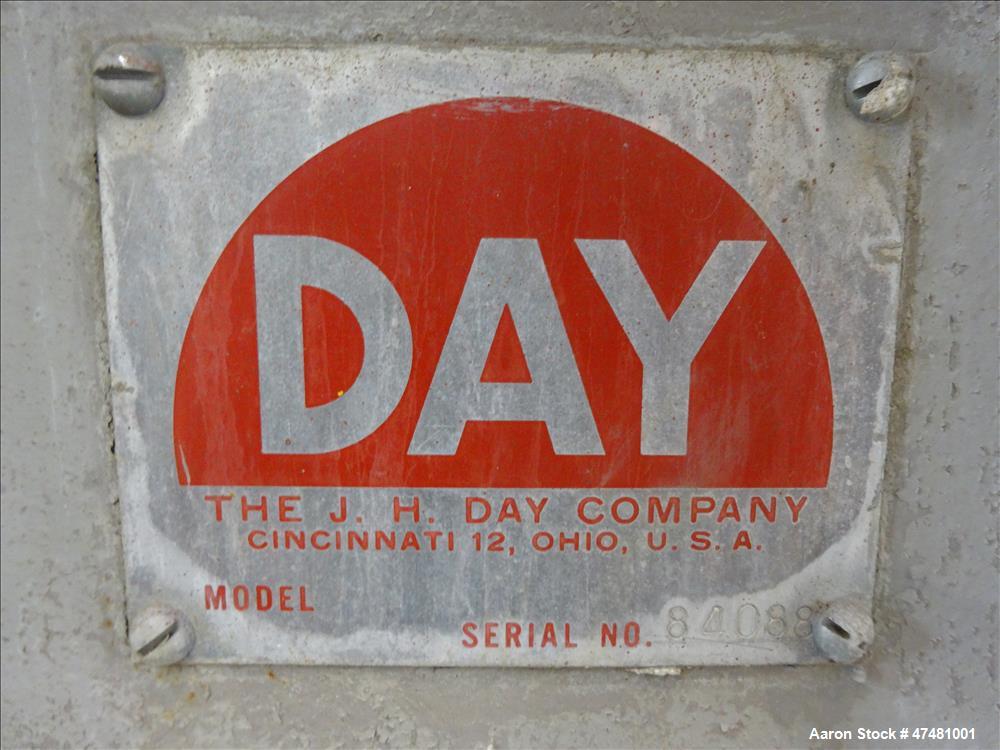 DAY
THE J. H. DAY COMPANY
CINCINNATI 12, OHIO, U. S. A.
MODEL
SERIAL NO. 84088
Aaron Stock # 47481001